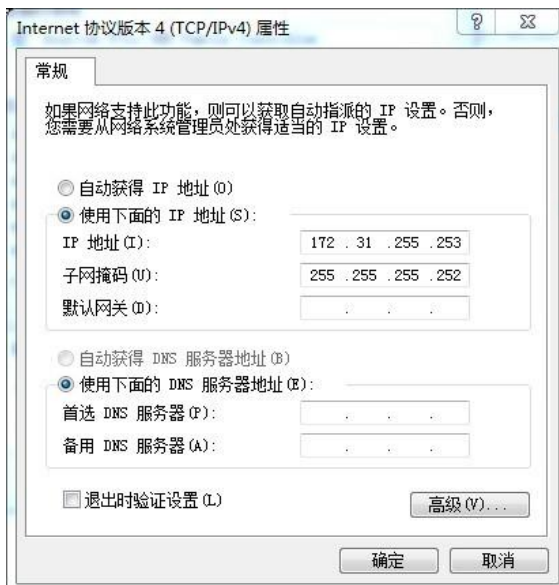 Internet 协议版本 4 (TCP/IPv4) 属性
常规
如果网络支持此功能，则可以获取自动指派的 IP 设置。否则，
您需要从网络系统管理员处获得适当的 IP 设置。
自动获得 IP 地址(O)
使用下面的 IP 地址(S):
IP 地址(I): 172 . 31 . 255 . 253
子网掩码(U): 255 . 255 . 255 . 252
默认网关(D): . . .
自动获得 DNS 服务器地址(B)
使用下面的 DNS 服务器地址(E):
首选 DNS 服务器(P): . . .
备用 DNS 服务器(A): . . .
退出时验证设置(L)
高级(V)...
确定 取消